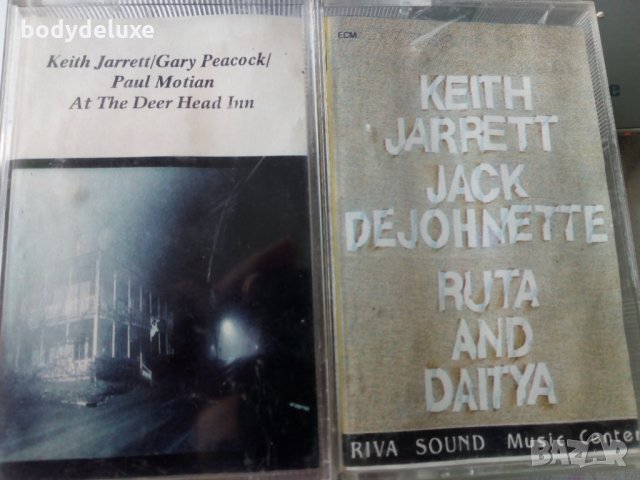 bodydeluxe
Keith Jarrett/Gary Peacock/
Paul Motian
At The Deer Head Inn
ECM
KEITH
JARRETT
JACK
DEJOHNETTE
RUTA
AND
DAITYA
RIVA SOUND Music Center
BAZAR